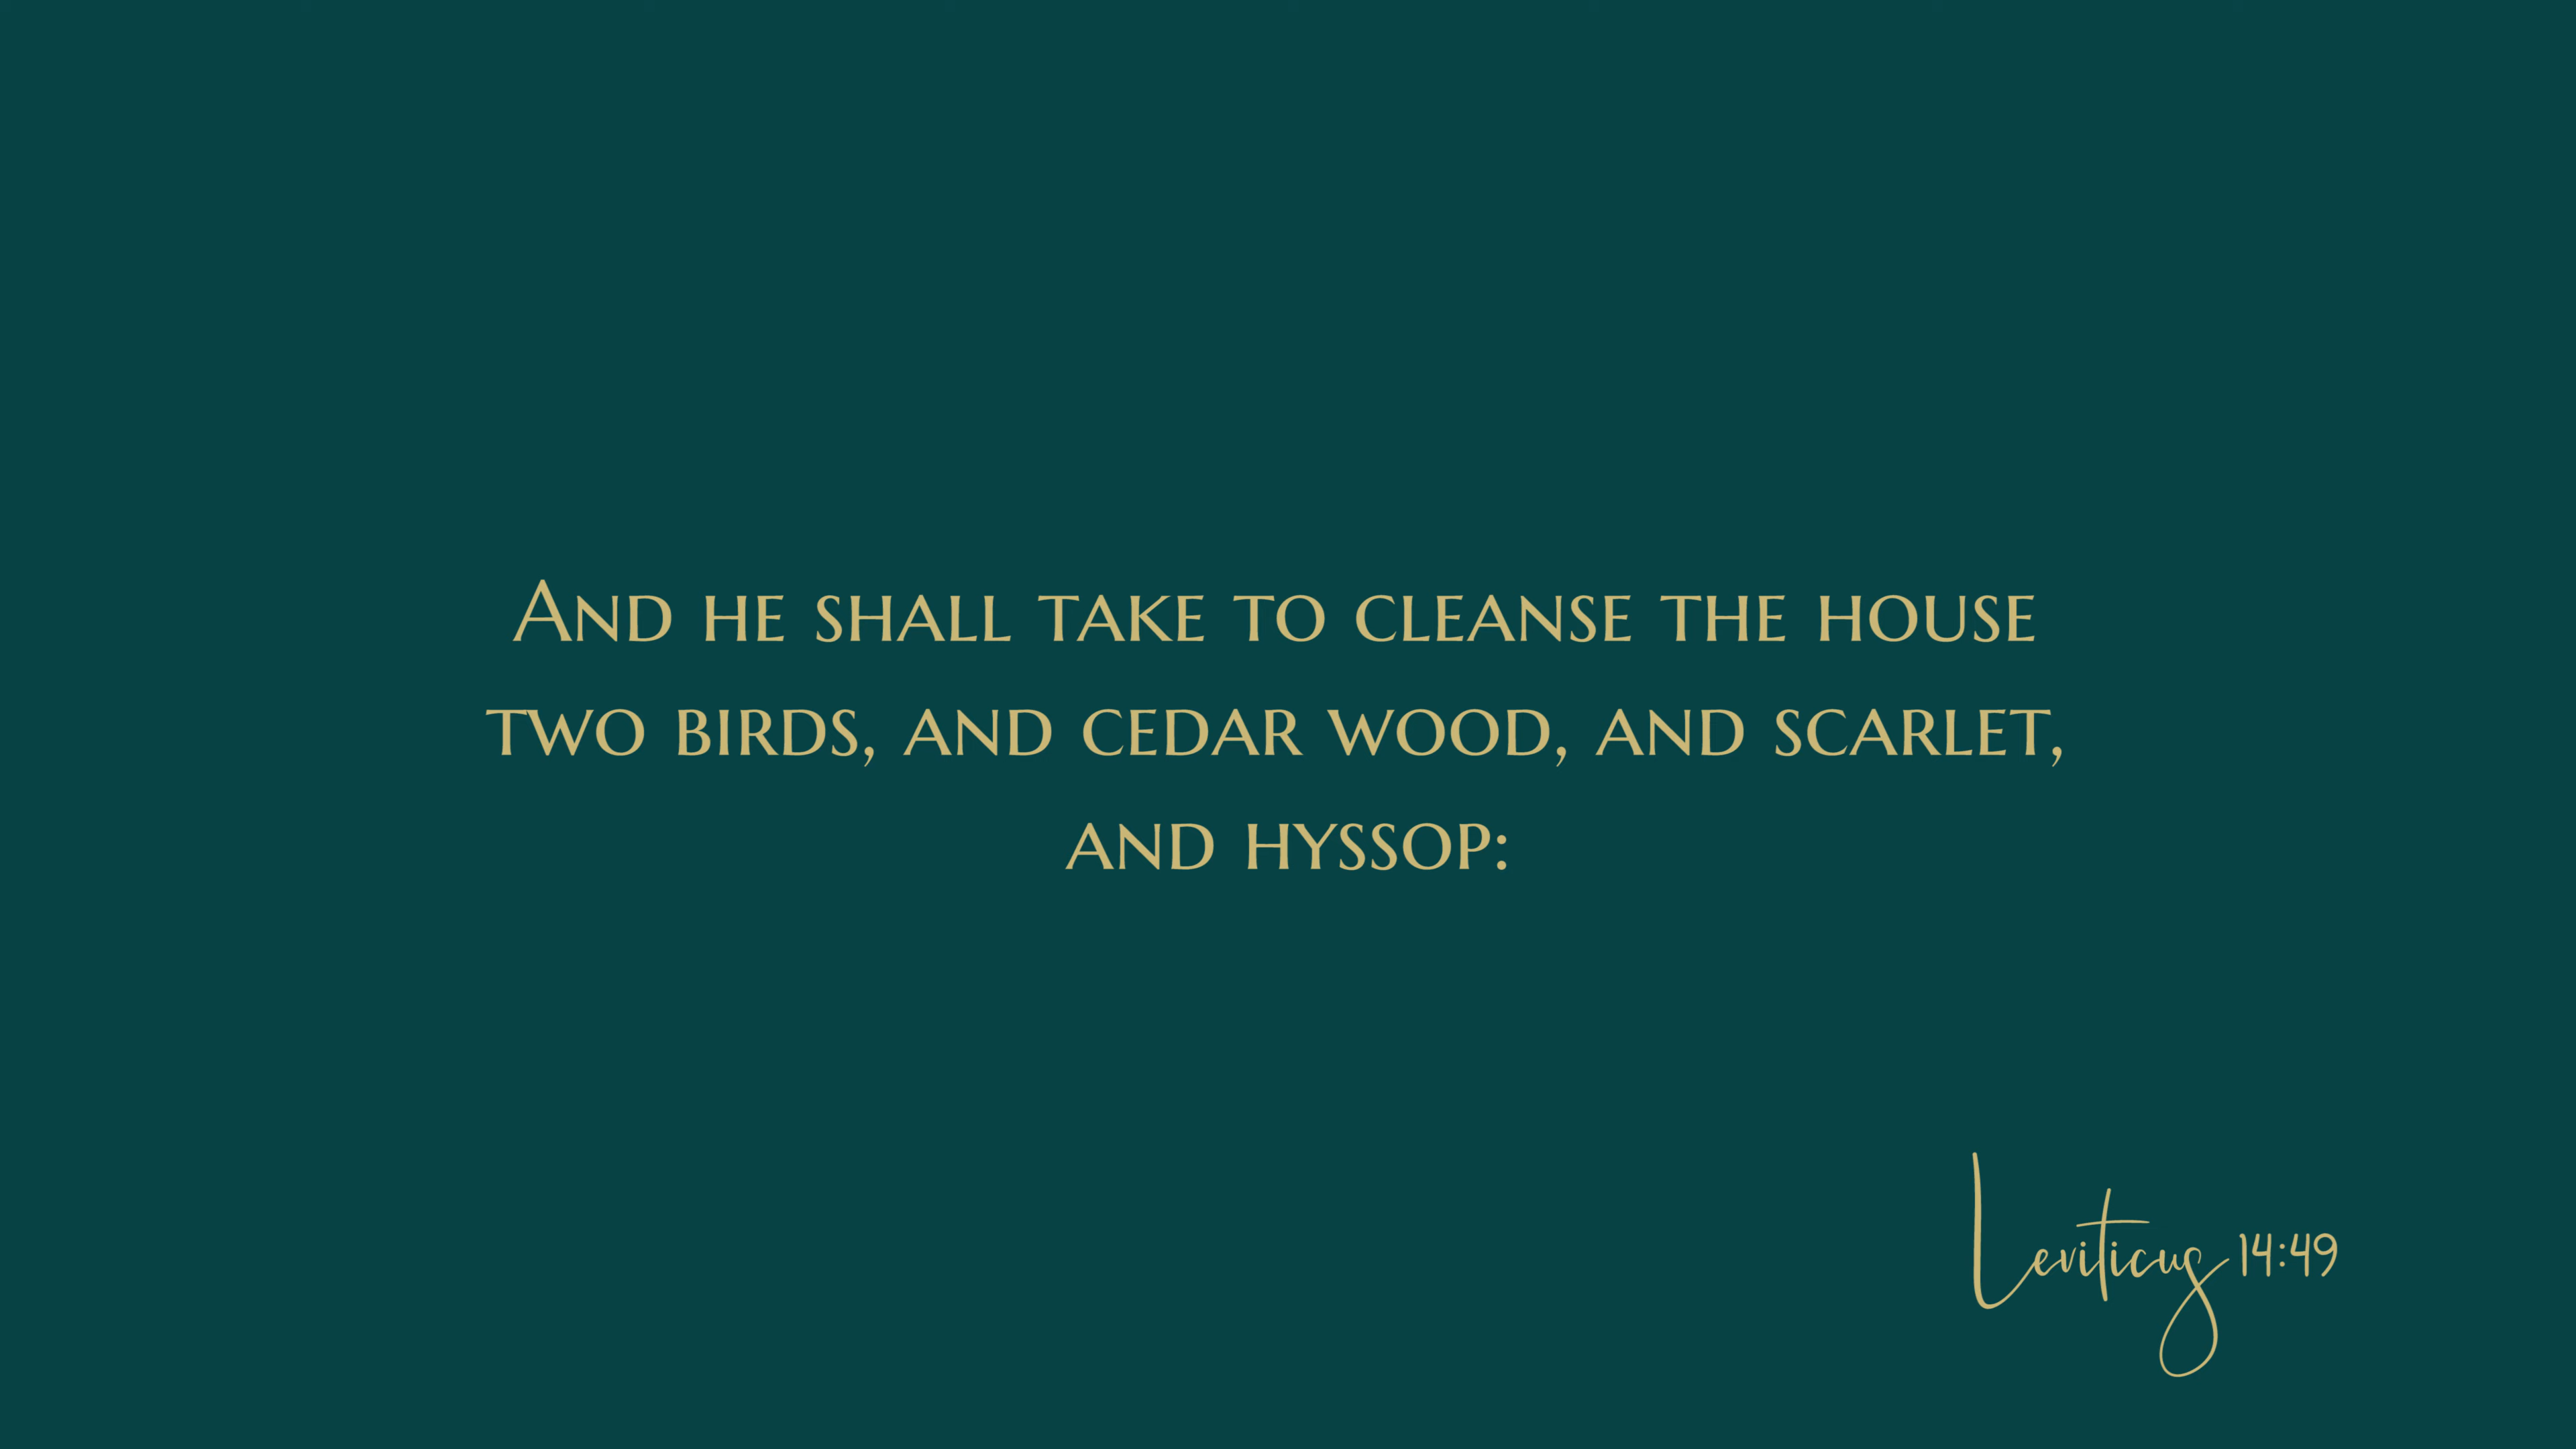 And he shall take to cleanse the house
two birds, and cedar wood, and scarlet,
and hyssop:
Leviticus 14:49